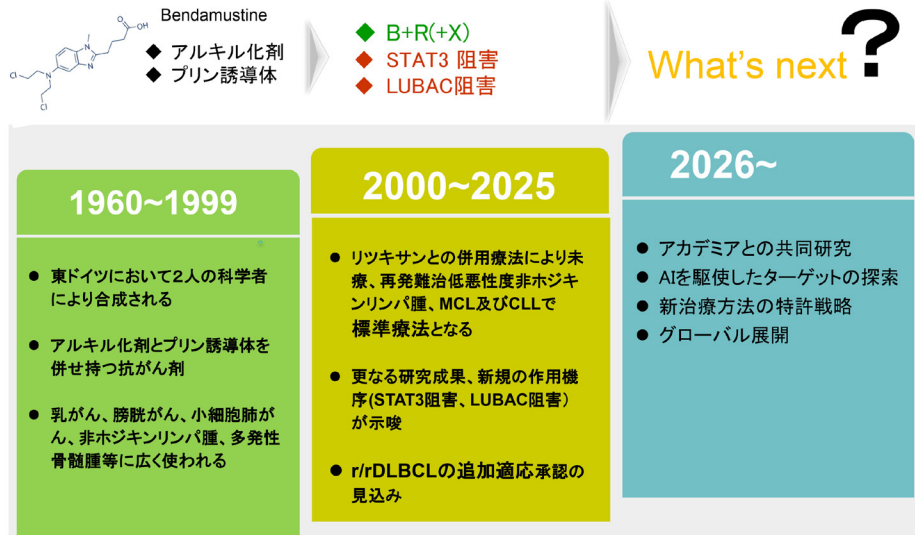 Bendamustine
OH
O
N
N
N
Cl
Cl
◆ アルキル化剤
◆ プリン誘導体
◆ B+R(+X)
◆ STAT3 阻害
◆ LUBAC阻害
What's next ?
1960~1999
● 東ドイツにおいて2人の科学者
により合成される
● アルキル化剤とプリン誘導体を
併せ持つ抗がん剤
● 乳がん、膀胱がん、小細胞肺が
ん、非ホジキンリンパ腫、多発性
骨髄腫等に広く使われる
2000~2025
● リツキサンとの併用療法により未
療、再発難治低悪性度非ホジキ
ンリンパ腫、MCL及びCLLで
標準療法となる
● 更なる研究成果、新規の作用機
序(STAT3阻害、LUBAC阻害）
が示唆
● r/rDLBCLの追加適応承認の
見込み
2026~
● アカデミアとの共同研究
● AIを駆使したターゲットの探索
● 新治療方法の特許戦略
● グローバル展開